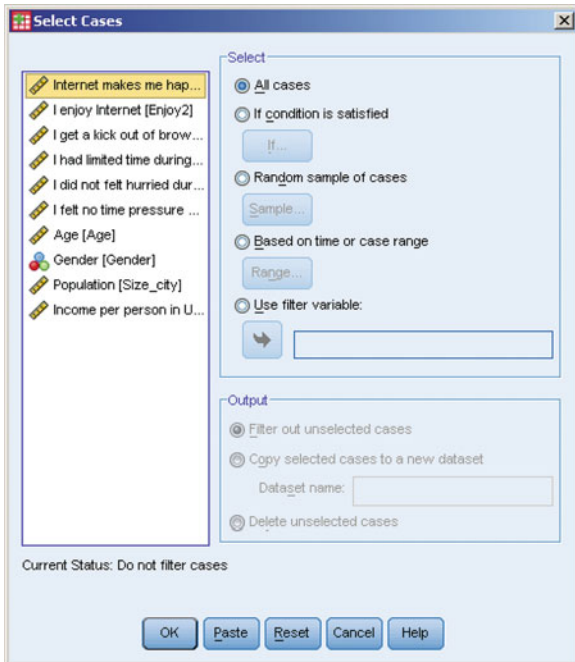 Select Cases
Internet makes me hap...
I enjoy Internet [Enjoy2]
I get a kick out of brow...
I had limited time during...
I did not felt hurried dur...
I felt no time pressure ...
Age [Age]
Gender [Gender]
Population [Size_city]
Income per person in U...
Select
All cases
If condition is satisfied
If...
Random sample of cases
Sample...
Based on time or case range
Range...
Use filter variable:
Output
Filter out unselected cases
Copy selected cases to a new dataset
Dataset name:
Delete unselected cases
Current Status: Do not filter cases
OK
Paste
Reset
Cancel
Help